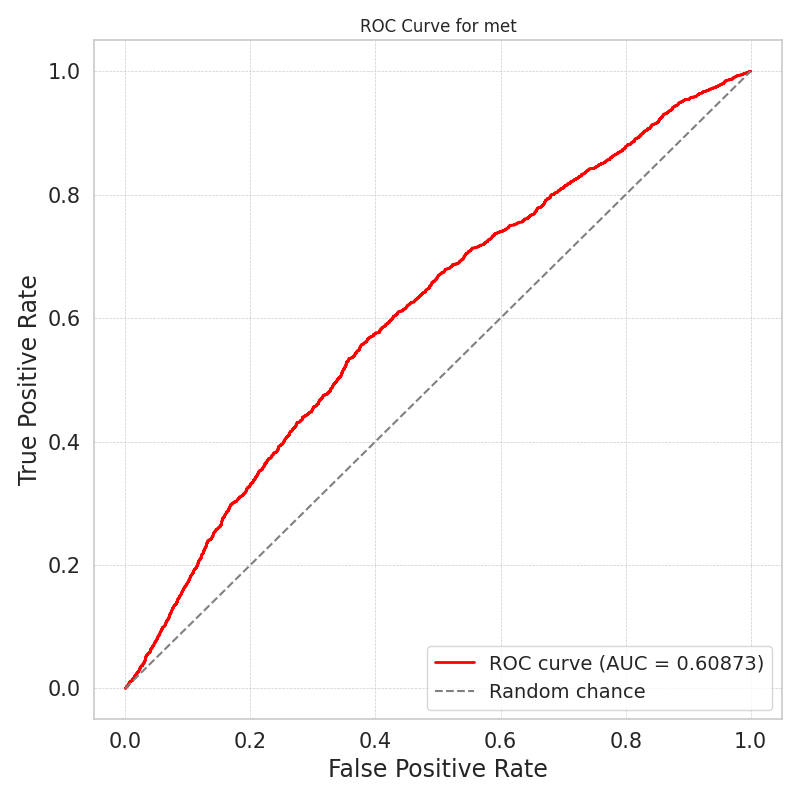 ROC Curve for met
1.0
0.8
0.6
0.4
0.2
0.0
True Positive Rate
ROC curve (AUC = 0.60873)
Random chance
0.0 0.2 0.4 0.6 0.8 1.0
False Positive Rate